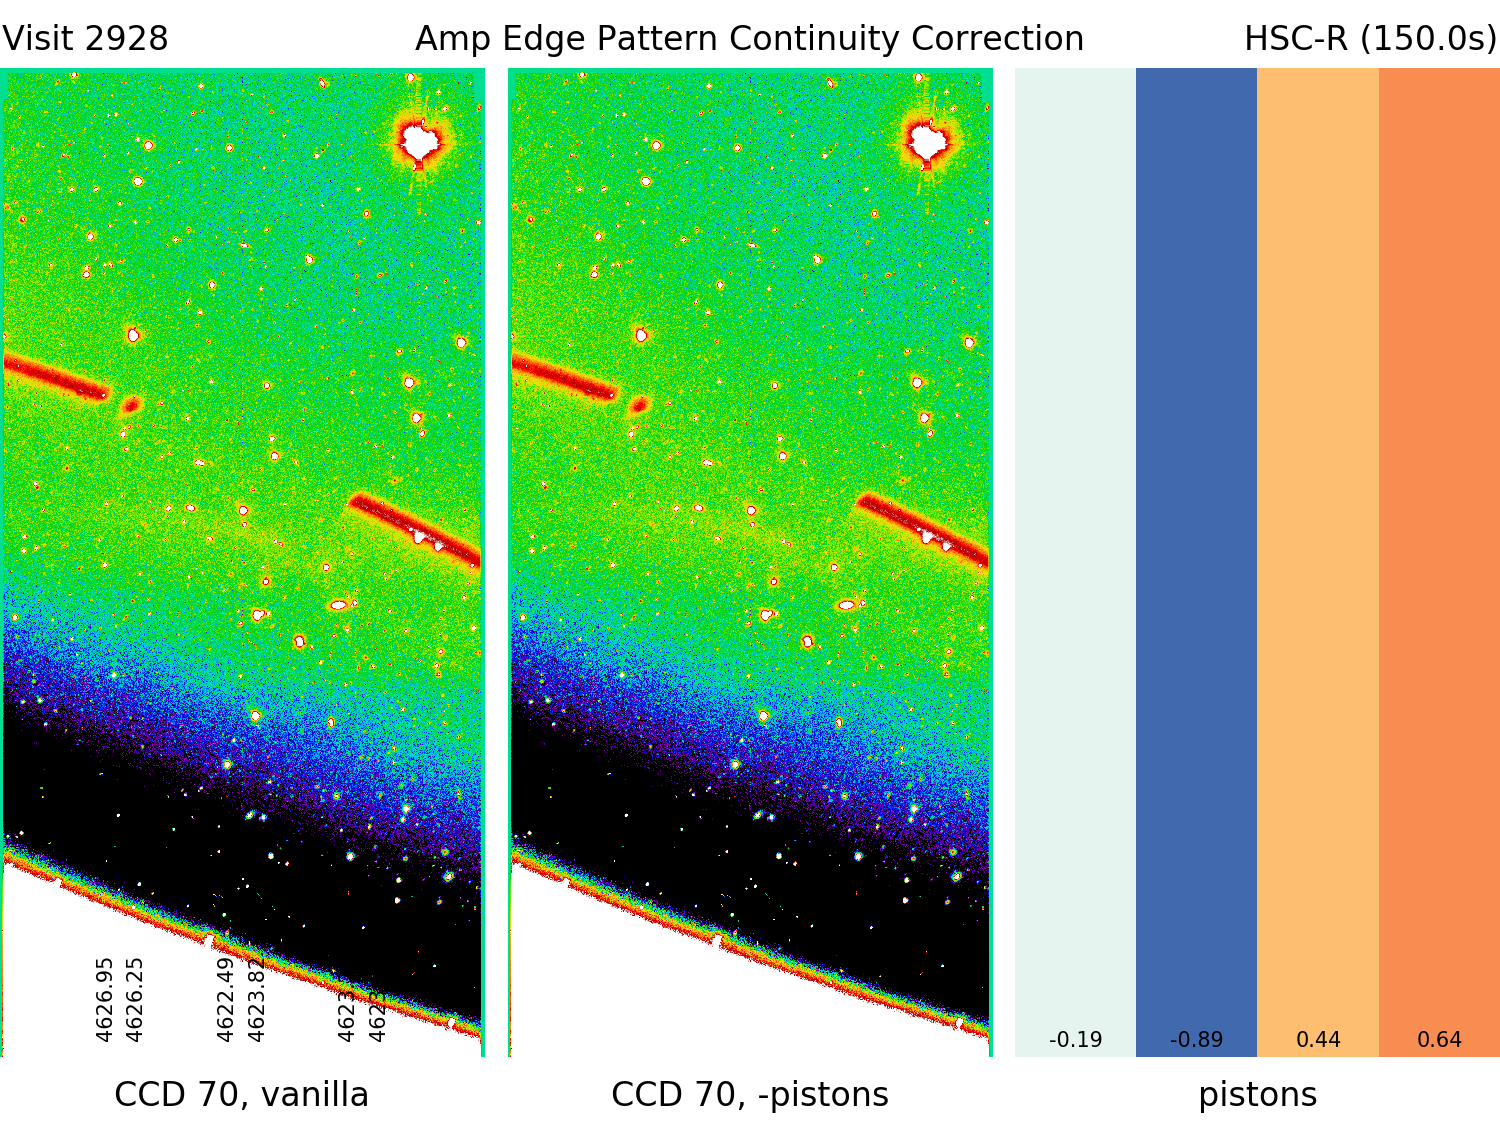 Visit 2928
Amp Edge Pattern Continuity Correction
HSC-R (150.0s)
4626.95
4626.25
4622.49
4623.82
-0.19
-0.89
0.44
0.64
CCD 70, vanilla
CCD 70, -pistons
pistons